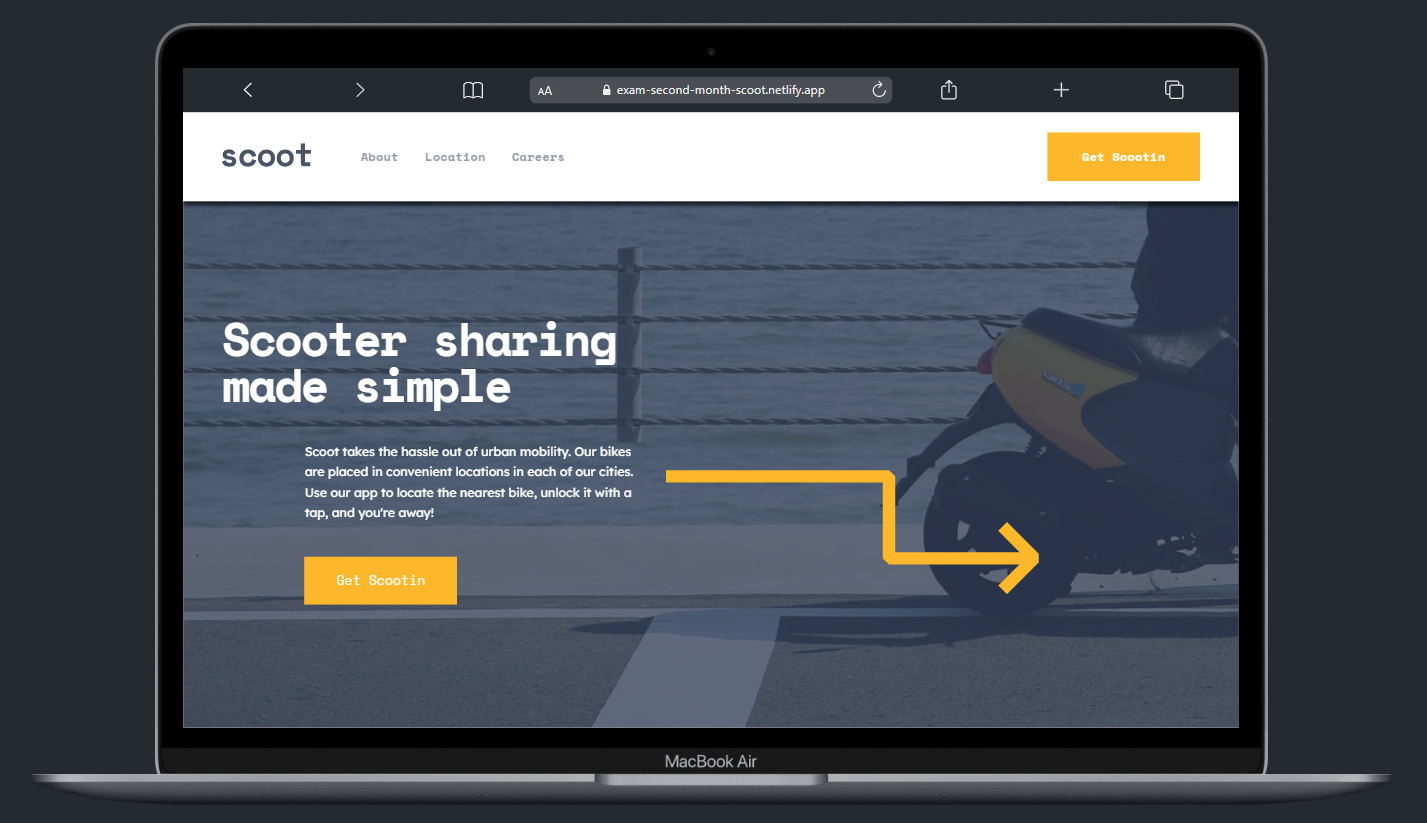 AA exam-second-month-scoot.netlify.app
scoot About Location Careers Get Scootin
Scooter sharing
made simple
Scoot takes the hassle out of urban mobility. Our bikes
are placed in convenient locations in each of our cities.
Use our app to locate the nearest bike, unlock it with a
tap, and you're away!
Get Scootin
MacBook Air